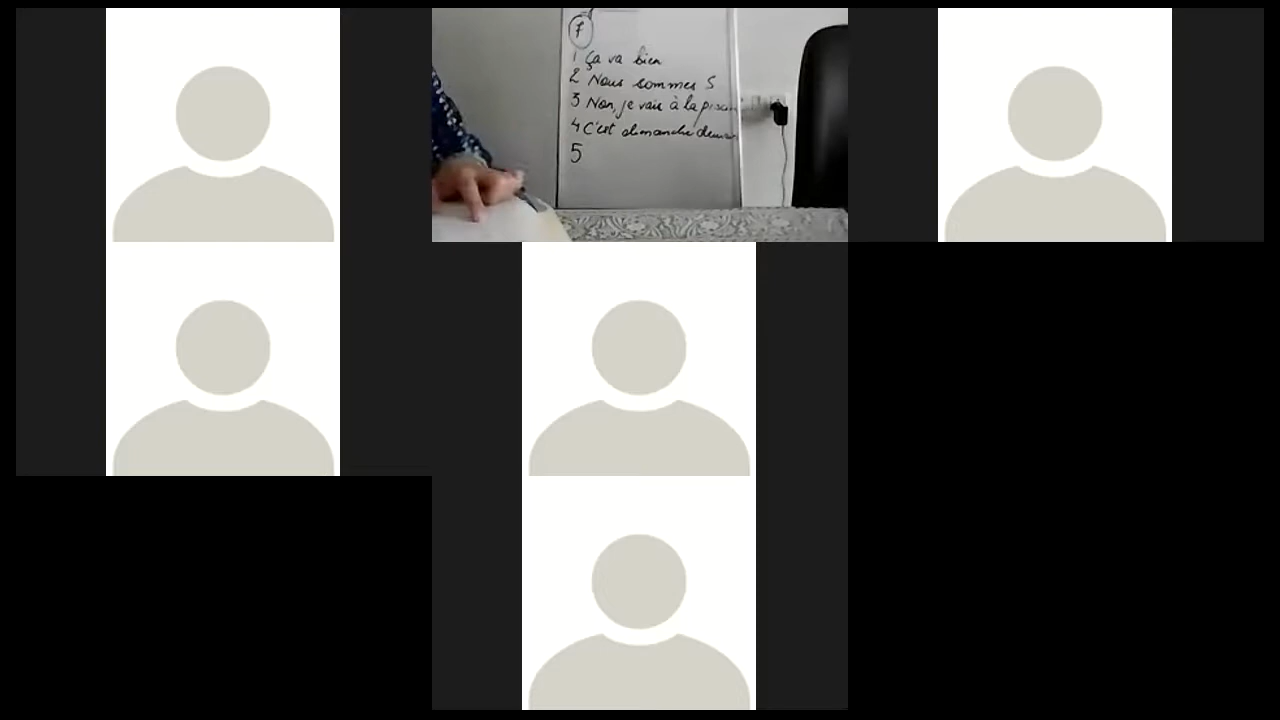 7
1 Ça va bien
2 Nous sommes 5
3 Non, je vais à la
4 C'est dimanche
5